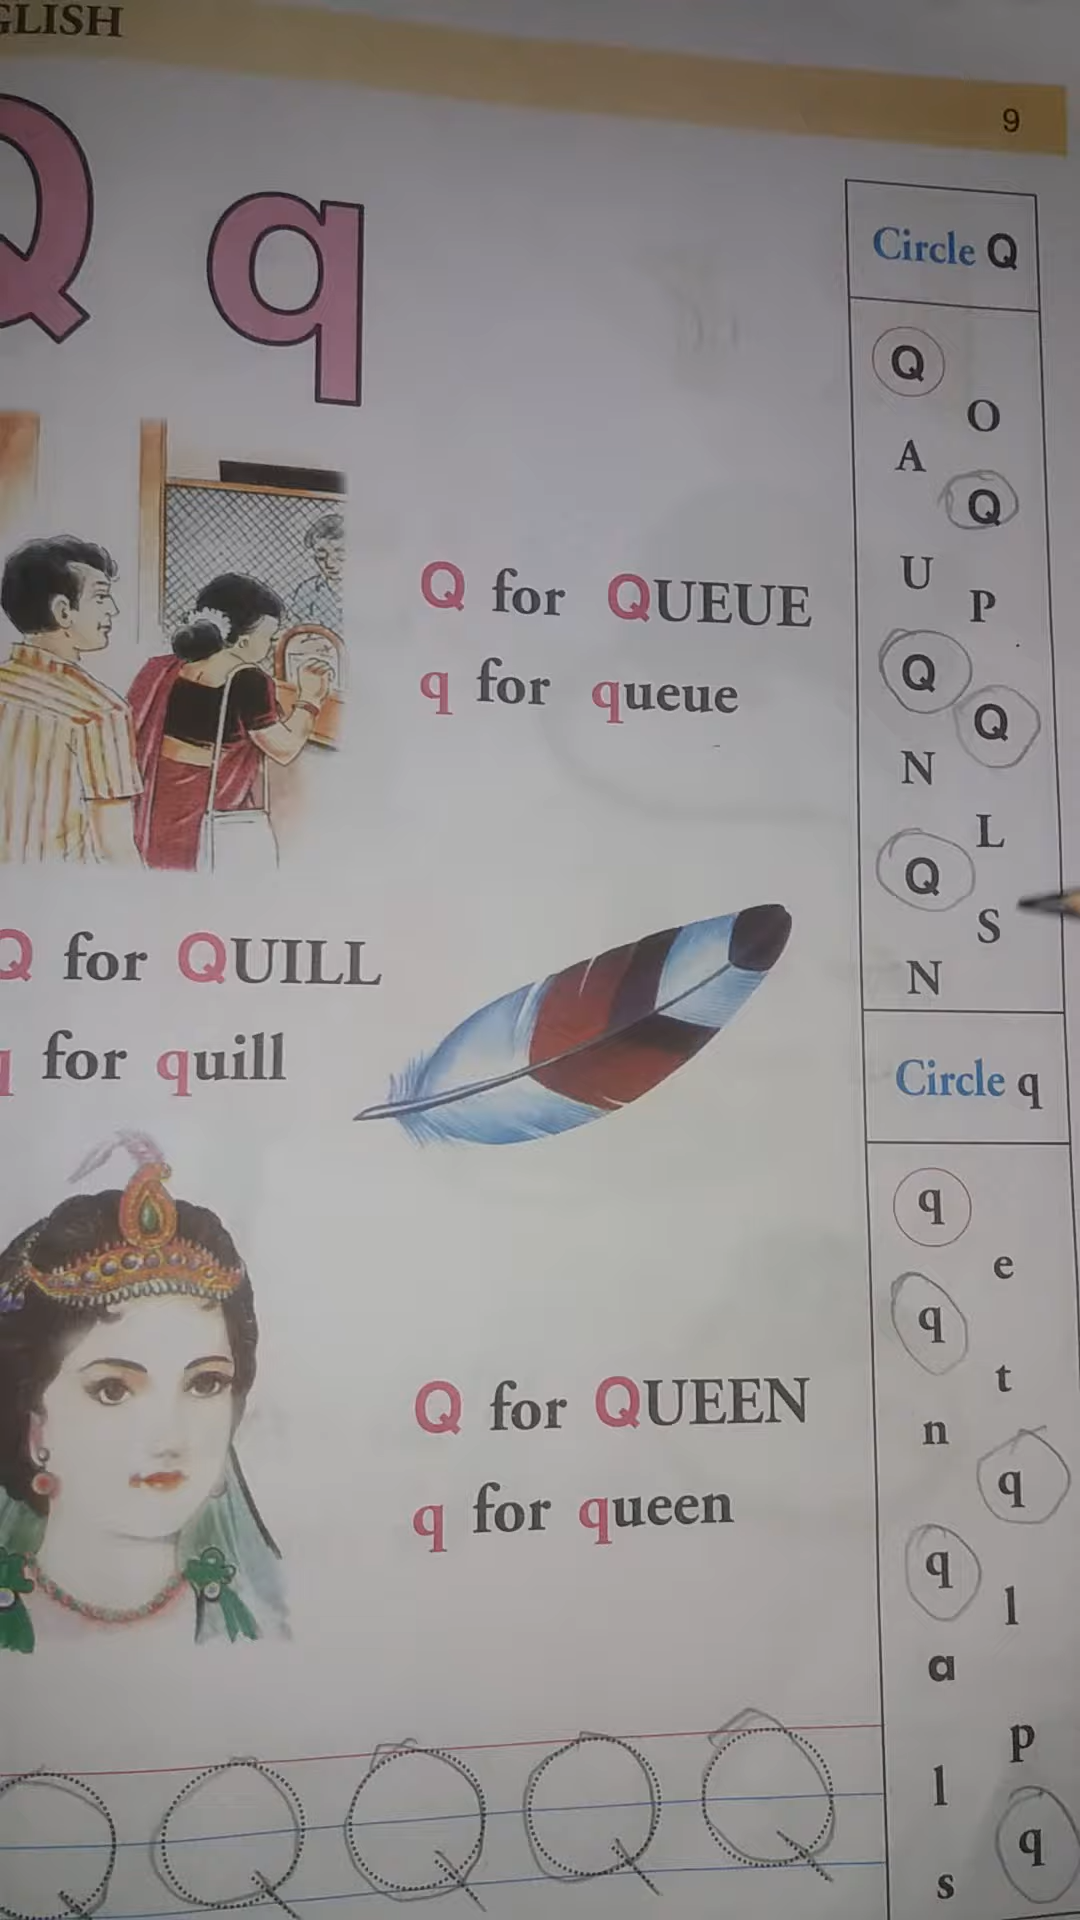 GLISH
9
Q q
Q for QUEUE
q for queue
Q for QUILL
q for quill
Q for QUEEN
q for queen
Circle Q
Q
O
A
Q
U
P
Q
Q
N
L
Q
S
N
Circle q
q
e
q
t
n
q
q
l
a
p
l
q
s
Q Q Q Q Q